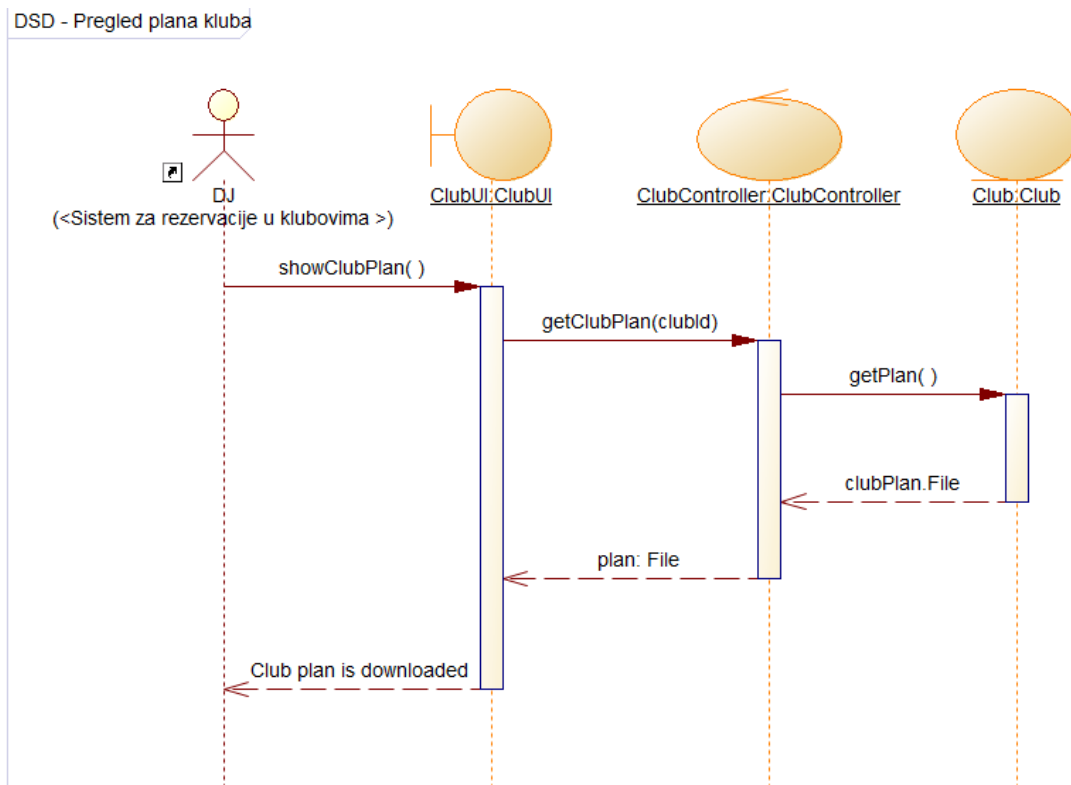 DSD - Pregled plana kluba
DJ
(<Sistem za rezervacije u klubovima >)
ClubUI:ClubUI
ClubController:ClubController
Club:Club
showClubPlan( )
getClubPlan(clubId)
getPlan( )
clubPlan.File
plan: File
Club plan is downloaded